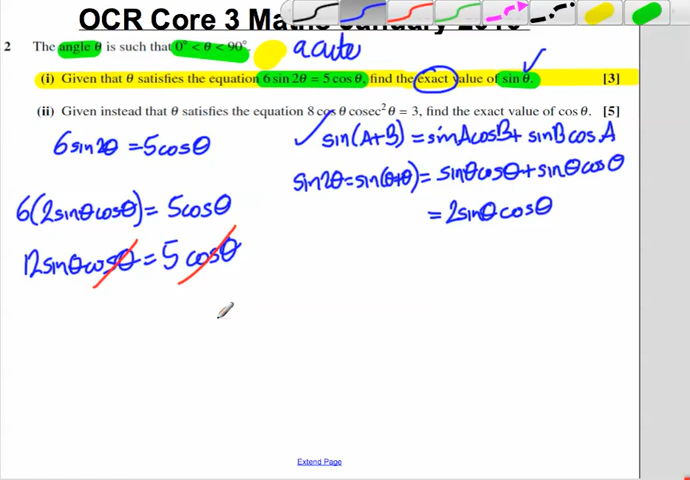 OCR Core 3 Ma
2 The angle θ is such that 0° < θ < 90°.
acute
(i) Given that θ satisfies the equation 6 sin 2θ = 5 cos θ, find the exact value of sin θ. [3]
(ii) Given instead that θ satisfies the equation 8 cos θ cosec² θ = 3, find the exact value of cos θ. [5]
6sin2θ = 5cosθ
sin(A+B) = sinAcosB + sinBcosA
sin2θ = sin(θ+θ) = sinθcosθ + sinθcosθ
6(2sinθcosθ) = 5cosθ
= 2sinθcosθ
12sinθcosθ = 5cosθ
Extend Page